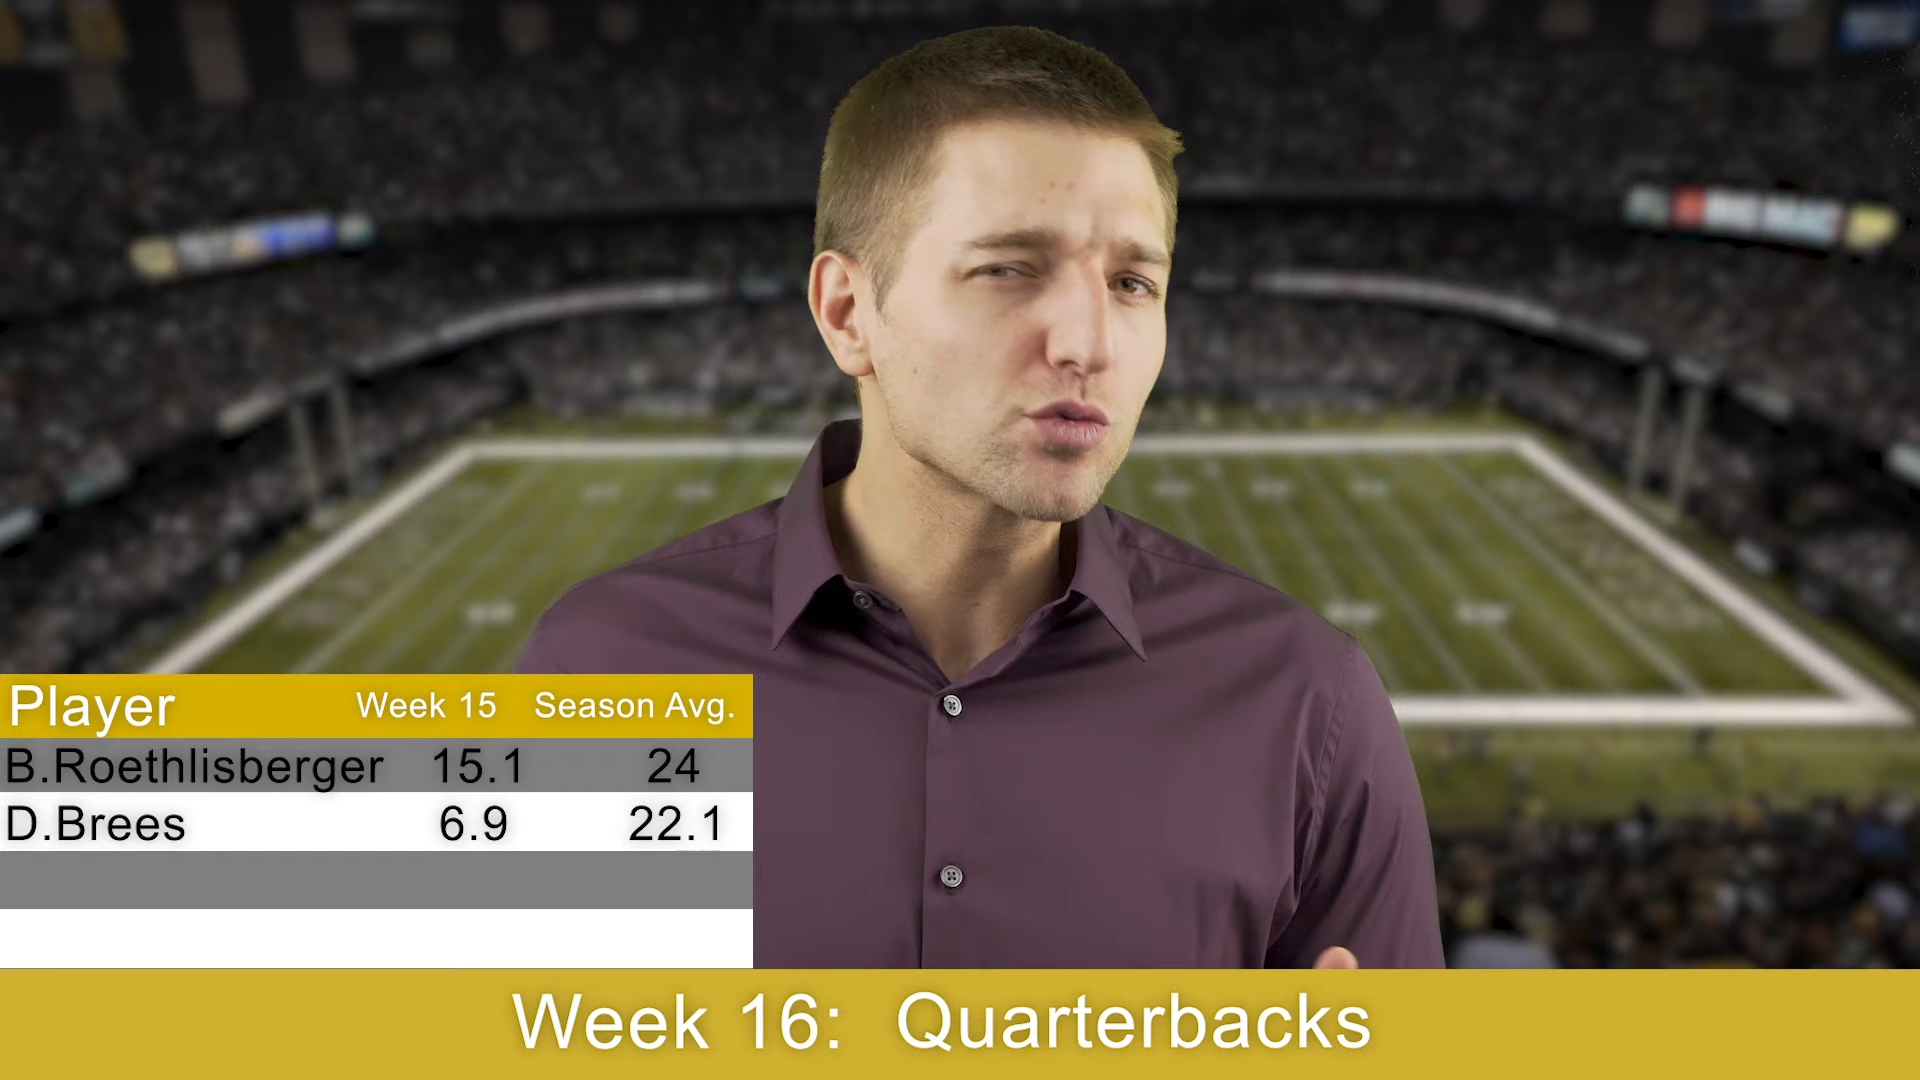 Player Week 15 Season Avg.
B.Roethlisberger 15.1 24
D.Brees 6.9 22.1
Week 16: Quarterbacks